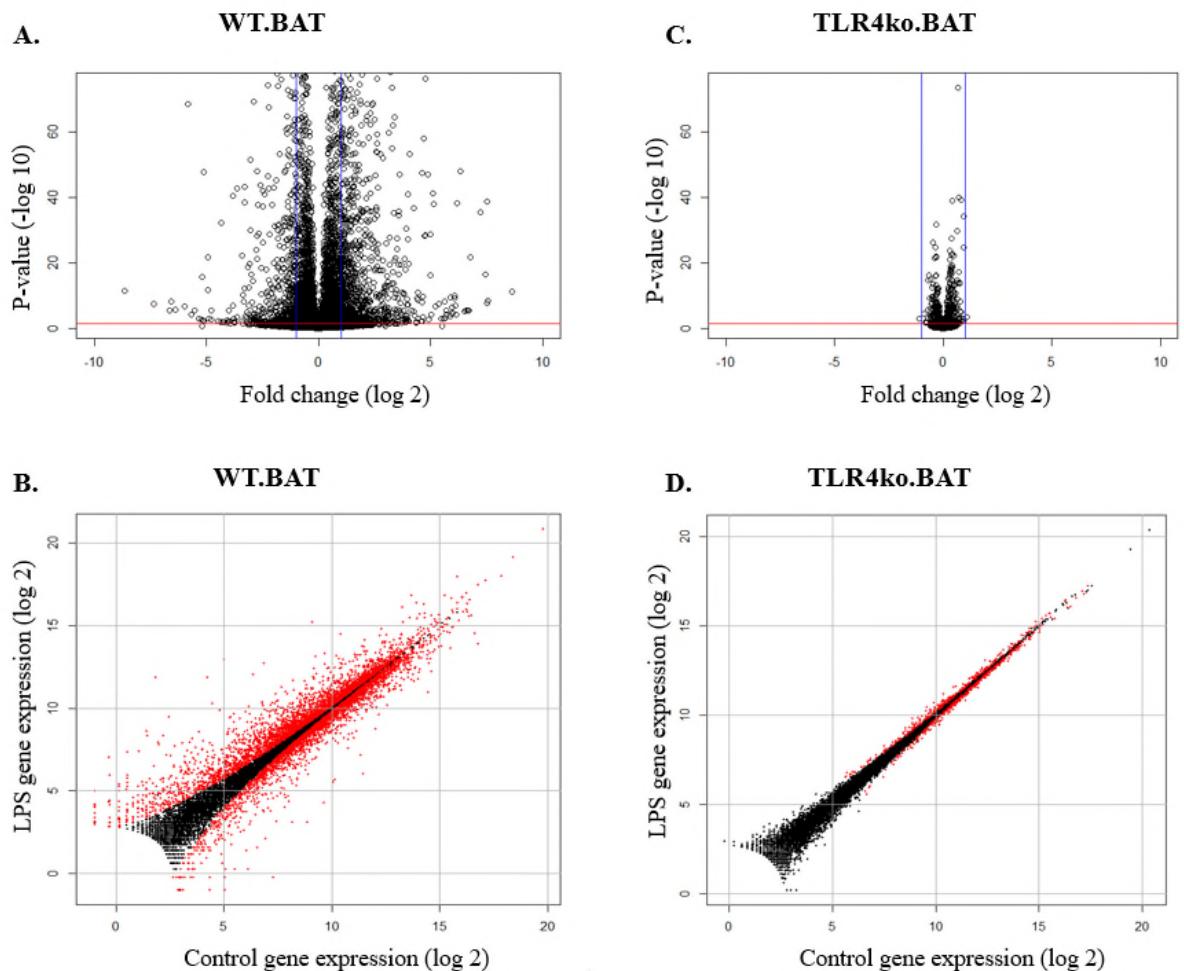 A.
WT.BAT
P-value (-log 10)
60
40
20
0
-10
-5
0
5
10
Fold change (log 2)
C.
TLR4ko.BAT
P-value (-log 10)
60
40
20
0
-10
-5
0
5
10
Fold change (log 2)
B.
WT.BAT
LPS gene expression (log 2)
20
15
10
5
0
0
5
10
15
20
Control gene expression (log 2)
D.
TLR4ko.BAT
LPS gene expression (log 2)
20
15
10
5
0
0
5
10
15
20
Control gene expression (log 2)